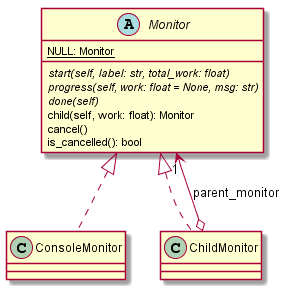 A Monitor
NULL: Monitor
start(self, label: str, total_work: float)
progress(self, work: float = None, msg: str)
done(self)
child(self, work: float): Monitor
cancel()
is_cancelled(): bool
1
parent_monitor
C ConsoleMonitor
C ChildMonitor